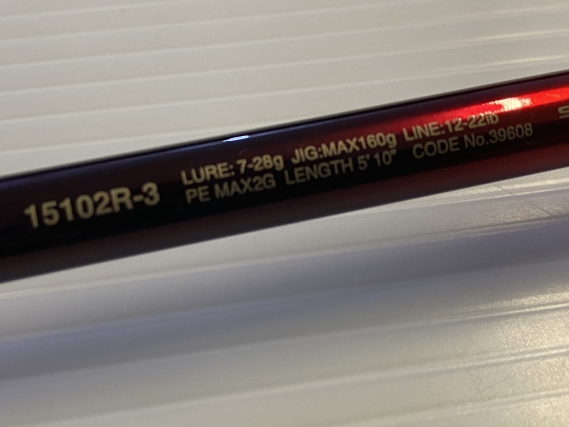 15102R-3
LURE:7-28g JIG:MAX160g LINE:12-22lb
PE MAX2G LENGTH 5'10" CODE No.39608